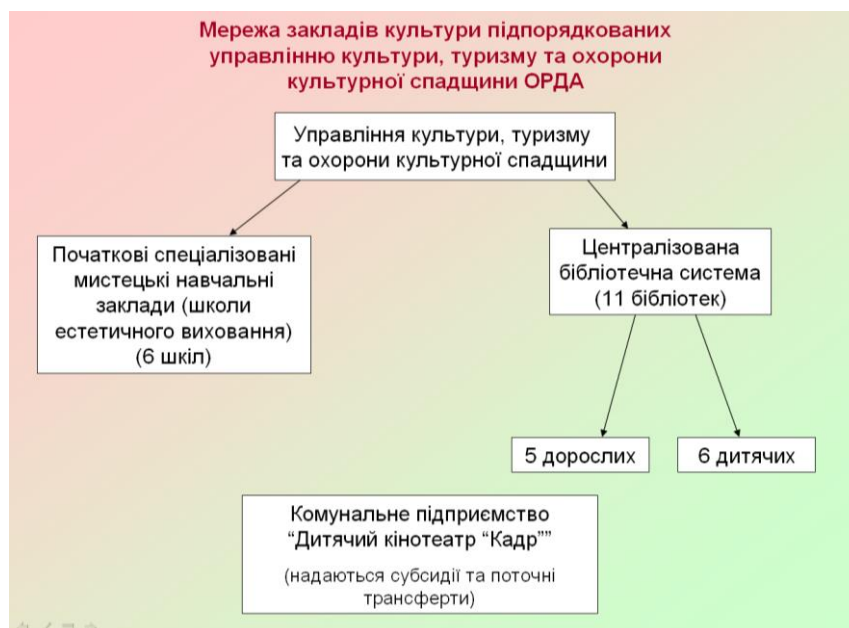 Мережа закладів культури підпорядкованих
управлінню культури, туризму та охорони
культурної спадщини ОРДА
Управління культури, туризму
та охорони культурної спадщини
Початкові спеціалізовані
мистецькі навчальні
заклади (школи
естетичного виховання)
(6 шкіл)
Централізована
бібліотечна система
(11 бібліотек)
5 дорослих
6 дитячих
Комунальне підприємство
“Дитячий кінотеатр “Кадр””
(надаються субсидії та поточні
трансферти)